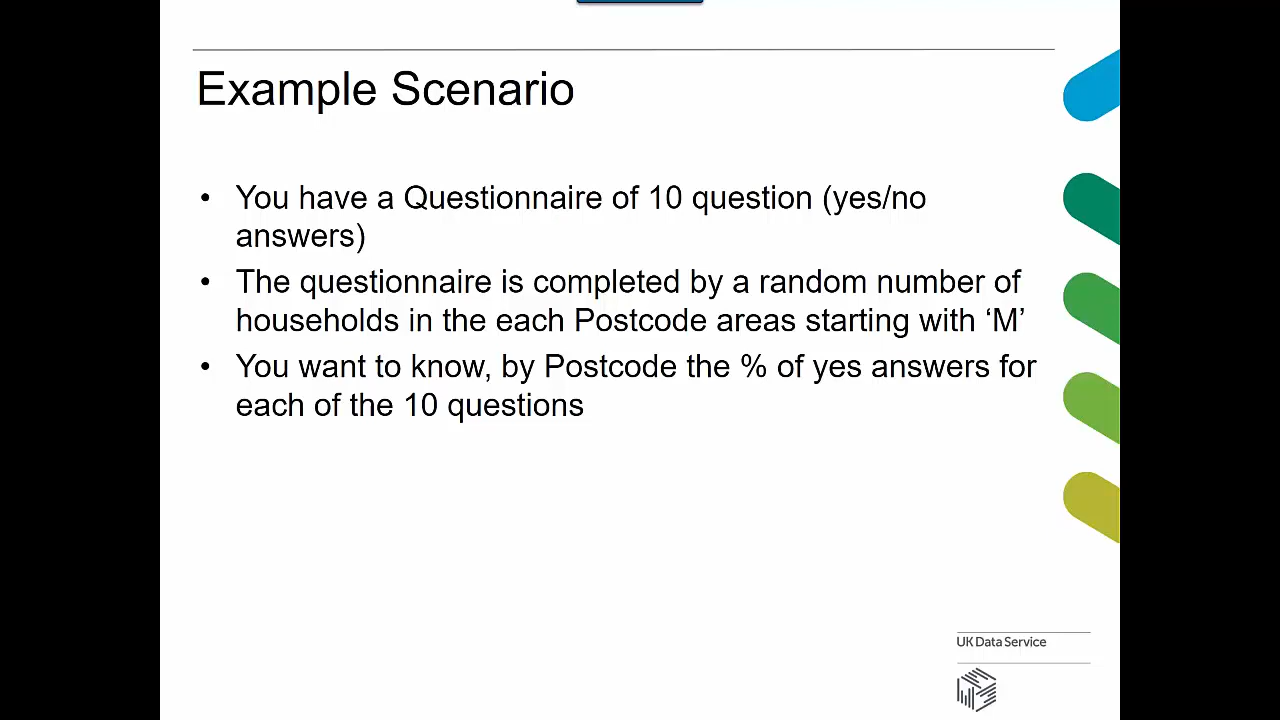 Example Scenario
• You have a Questionnaire of 10 question (yes/no
answers)
• The questionnaire is completed by a random number of
households in the each Postcode areas starting with ‘M’
• You want to know, by Postcode the % of yes answers for
each of the 10 questions
UK Data Service